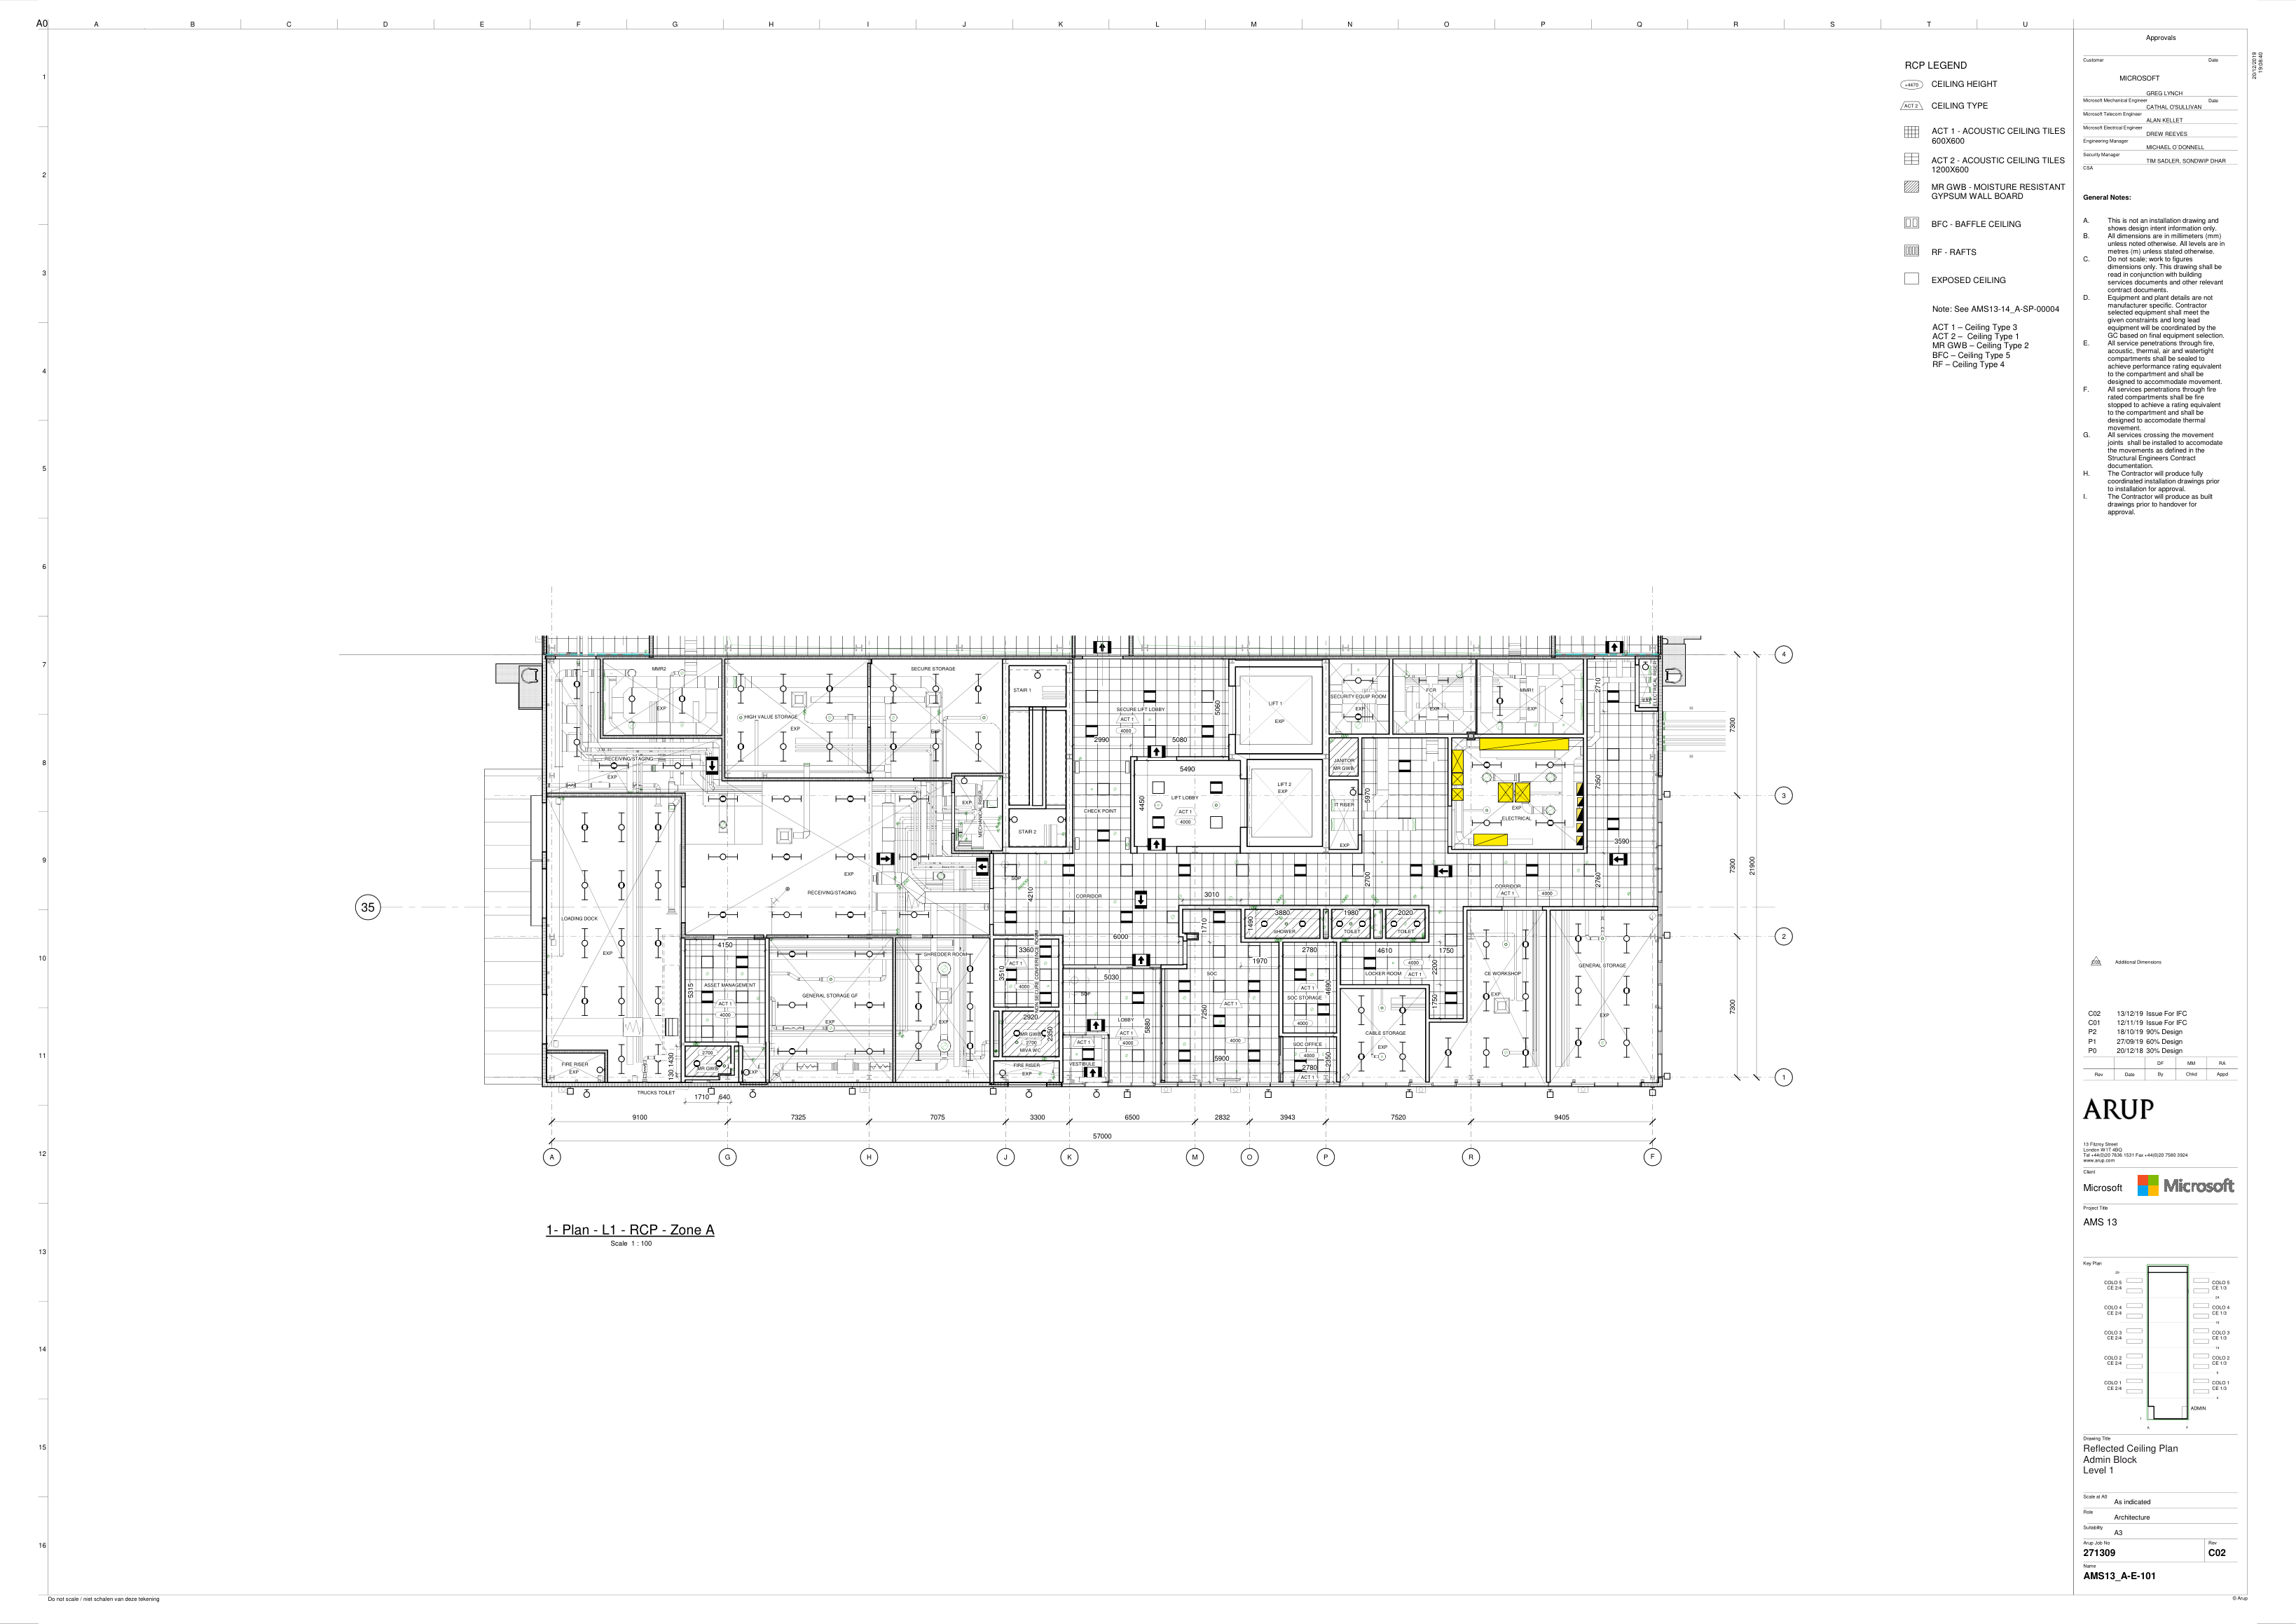 A0
A B C D E F G H I J K L M N O P Q R S T U
1
2
3
4
5
6
7
8
9
10
11
12
13
14
15
16
RCP LEGEND
+4470 CEILING HEIGHT
ACT 2 CEILING TYPE
ACT 1 - ACOUSTIC CEILING TILES
600X600
ACT 2 - ACOUSTIC CEILING TILES
1200X600
MR GWB - MOISTURE RESISTANT
GYPSUM WALL BOARD
BFC - BAFFLE CEILING
RF - RAFTS
EXPOSED CEILING
Note: See AMS13-14_A-SP-00004
ACT 1 – Ceiling Type 3
ACT 2 – Ceiling Type 1
MR GWB – Ceiling Type 2
BFC – Ceiling Type 5
RF – Ceiling Type 4
MMR2
EXP
HIGH VALUE STORAGE
EXP
SECURE STORAGE
EXP
STAIR 1
STAIR 2
SECURE LIFT LOBBY
ACT 1
4000
2990
5080
5060
LIFT 1
EXP
LIFT 2
EXP
SECURITY EQUIP ROOM
EXP
FCR
EXP
MMR1
EXP
2710
ELECTRICAL RISER
RECEIVING/STAGING
EXP
5490
4450
LIFT LOBBY
ACT 1
4000
CHECK POINT
JANITOR
MR GWB
IT RISER
EXP
5970
EXP
ELECTRICAL
7250
3590
EXP
MECHANICAL RISER
LOADING DOCK
EXP
EXP
RECEIVING/STAGING
SOP
4210
CORRIDOR
3010
2700
CORRIDOR
ACT 1
4000
2760
6000
1710
1490
3880
SHOWER
1980
TOILET
2020
TOILET
4150
5315
ASSET MANAGEMENT
ACT 1
4000
GENERAL STORAGE GF
EXP
SHREDDER ROOM
EXP
3360
ACT 1
3510
4000
NON SECURE CONFERENCE ROOM
2920
MR GWB
2700
MIVA WC
2350
FIRE RISER
EXP
5030
SOP
LOBBY
ACT 1
4000
5880
ACT 1
VESTIBULE
SOC
7250
ACT 1
4000
5900
1970
2780
ACT 1
SOC STORAGE
4000
4690
SOC OFFICE
4000
2780
ACT 1
2350
4610
1750
4000
LOCKER ROOM ACT 1
2200
1750
CABLE STORAGE
EXP
CE WORKSHOP
EXP
GENERAL STORAGE
EXP
FIRE RISER
EXP
2700
MR GWB
EXP
130 1430
TRUCKS TOILET
1710 640
9100 7325 7075 3300 6500 2832 3943 7520 9405
57000
A G H J K M O P R F
35
4
3
2
1
7300
7300
7300
21900
1- Plan - L1 - RCP - Zone A
Scale 1 : 100
Do not scale / niet schalen van deze tekening
20/12/2019
19:08:40
Approvals
Customer Date
MICROSOFT
GREG LYNCH
Microsoft Mechanical Engineer Date
CATHAL O'SULLIVAN
Microsoft Telecom Engineer
ALAN KELLET
Microsoft Electrical Engineer
DREW REEVES
Engineering Manager
MICHAEL O'DONNELL
Security Manager
TIM SADLER, SONDWIP DHAR
CSA
General Notes:
A. This is not an installation drawing and
shows design intent information only.
B. All dimensions are in millimeters (mm)
unless noted otherwise. All levels are in
metres (m) unless stated otherwise.
C. Do not scale; work to figures
dimensions only. This drawing shall be
read in conjunction with building
services documents and other relevant
contract documents.
D. Equipment and plant details are not
manufacturer specific. Contractor
selected equipment shall meet the
given constraints and long lead
equipment will be coordinated by the
GC based on final equipment selection.
E. All service penetrations through fire,
acoustic, thermal, air and watertight
compartments shall be sealed to
achieve performance rating equivalent
to the compartment and shall be
designed to accommodate movement.
F. All services penetrations through fire
rated compartments shall be fire
stopped to achieve a rating equivalent
to the compartment and shall be
designed to accomodate thermal
movement.
G. All services crossing the movement
joints shall be installed to accomodate
the movements as defined in the
Structural Engineers Contract
documentation.
H. The Contractor will produce fully
coordinated installation drawings prior
to installation for approval.
I. The Contractor will produce as built
drawings prior to handover for
approval.
C02 Additional Dimensions
C02 13/12/19 Issue For IFC
C01 12/11/19 Issue For IFC
P2 18/10/19 90% Design
P1 27/09/19 60% Design
P0 20/12/18 30% Design
DF MM RA
Rev Date By Chkd Appd
ARUP
13 Fitzroy Street
London W1T 4BQ
Tel +44(0)20 7636 1531 Fax +44(0)20 7580 3924
www.arup.com
Client
Microsoft Microsoft
Project Title
AMS 13
Key Plan
COLO 5
CE 2/4
COLO 5
CE 1/3
COLO 4
CE 2/4
COLO 4
CE 1/3
COLO 3
CE 2/4
COLO 3
CE 1/3
COLO 2
CE 2/4
COLO 2
CE 1/3
COLO 1
CE 2/4
COLO 1
CE 1/3
ADMIN
Drawing Title
Reflected Ceiling Plan
Admin Block
Level 1
Scale at A0
As indicated
Role
Architecture
Suitability
A3
Arup Job No Rev
271309 C02
Name
AMS13_A-E-101
© Arup